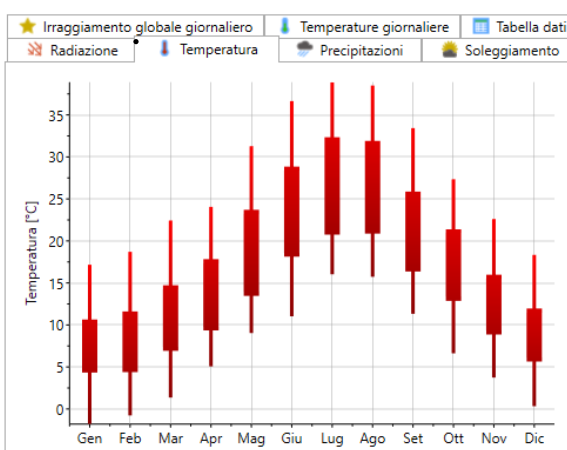 Irraggiamento globale giornaliero Temperature giornaliere Tabella dati
Radiazione Temperatura Precipitazioni Soleggiamento
Temperatura [°C]
35
30
25
20
15
10
5
0
Gen Feb Mar Apr Mag Giu Lug Ago Set Ott Nov Dic